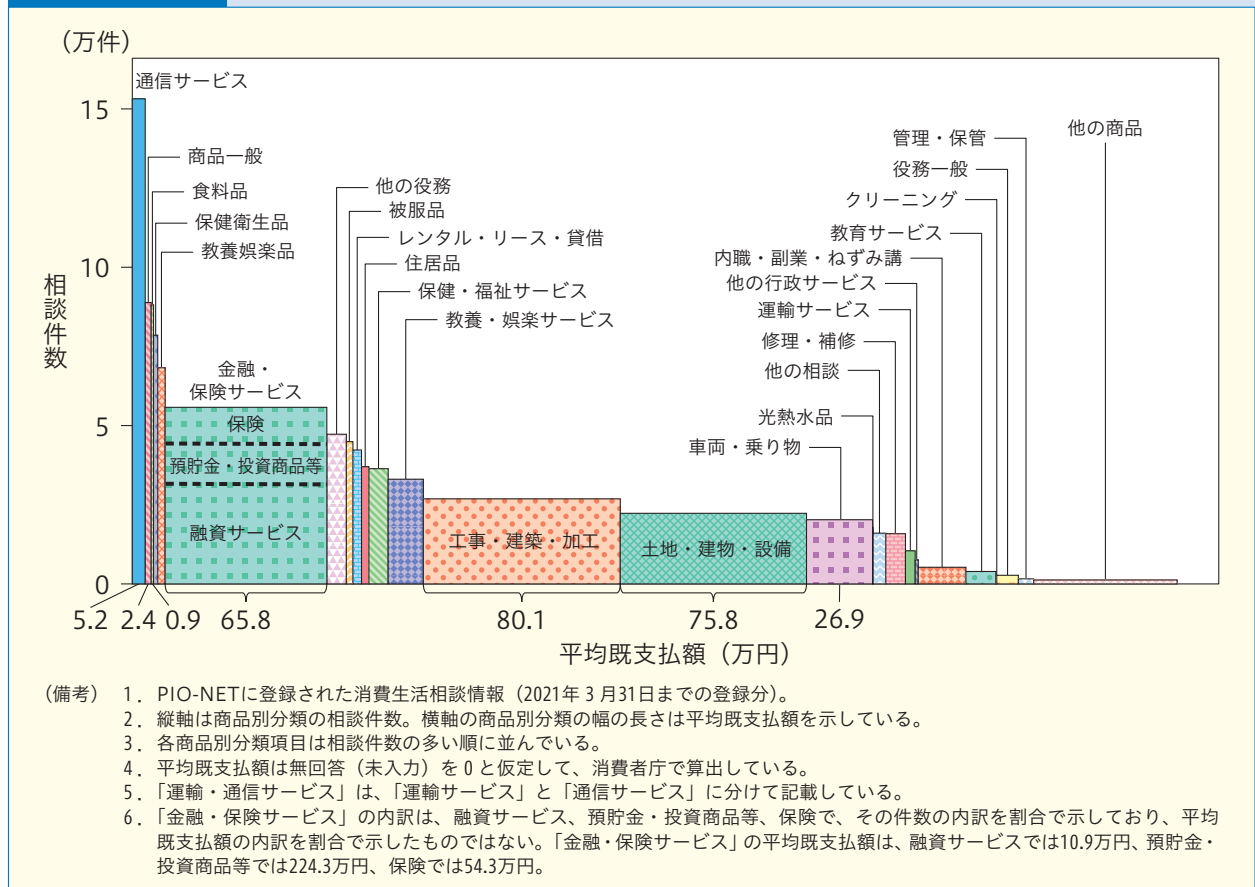 （万件）
通信サービス
15
10
5
0
相談件数
商品一般
食料品
保健衛生品
教養娯楽品
金融・
保険サービス
保険
預貯金・投資商品等
融資サービス
他の役務
被服品
レンタル・リース・貸借
住居品
保健・福祉サービス
教養・娯楽サービス
工事・建築・加工
土地・建物・設備
管理・保管
役務一般
クリーニング
教育サービス
内職・副業・ねずみ講
他の行政サービス
運輸サービス
修理・補修
他の相談
光熱水品
車両・乗り物
他の商品
5.2 2.4 0.9 65.8 80.1 75.8 26.9
平均既支払額（万円）
（備考） 1．PIO-NETに登録された消費生活相談情報（2021年3月31日までの登録分）。
2．縦軸は商品別分類の相談件数。横軸の商品別分類の幅の長さは平均既支払額を示している。
3．各商品別分類項目は相談件数の多い順に並んでいる。
4．平均既支払額は無回答（未入力）を０と仮定して、消費者庁で算出している。
5．「運輸・通信サービス」は、「運輸サービス」と「通信サービス」に分けて記載している。
6．「金融・保険サービス」の内訳は、融資サービス、預貯金・投資商品等、保険で、その件数の内訳を割合で示しており、平均
既支払額の内訳を割合で示したものではない。「金融・保険サービス」の平均既支払額は、融資サービスでは10.9万円、預貯金・
投資商品等では224.3万円、保険では54.3万円。